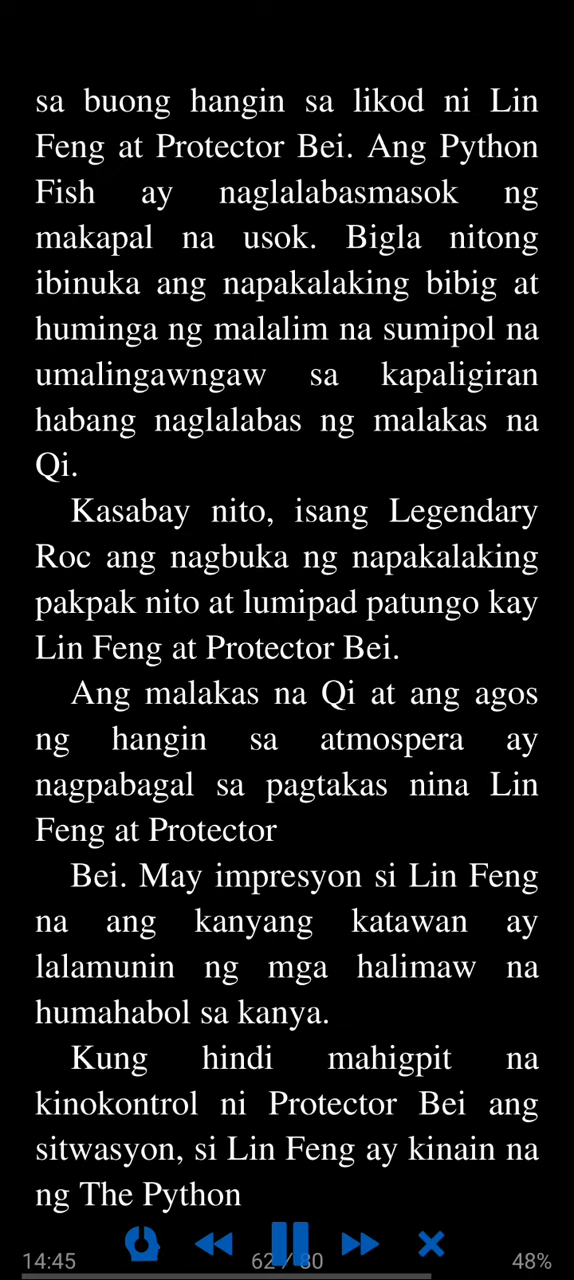 sa buong hangin sa likod ni Lin
Feng at Protector Bei. Ang Python
Fish ay naglalabasmasok ng
makapal na usok. Bigla nitong
ibinuka ang napakalaking bibig at
huminga ng malalim na sumipol na
umalingawngaw sa kapaligiran
habang naglalabas ng malakas na
Qi.
Kasabay nito, isang Legendary
Roc ang nagbuka ng napakalaking
pakpak nito at lumipad patungo kay
Lin Feng at Protector Bei.
Ang malakas na Qi at ang agos
ng hangin sa atmospera ay
nagpabagal sa pagtakas nina Lin
Feng at Protector
Bei. May impresyon si Lin Feng
na ang kanyang katawan ay
lalamunin ng mga halimaw na
humahabol sa kanya.
Kung hindi mahigpit na
kinokontrol ni Protector Bei ang
sitwasyon, si Lin Feng ay kinain na
ng The Python
14:45 62 / 80 48%